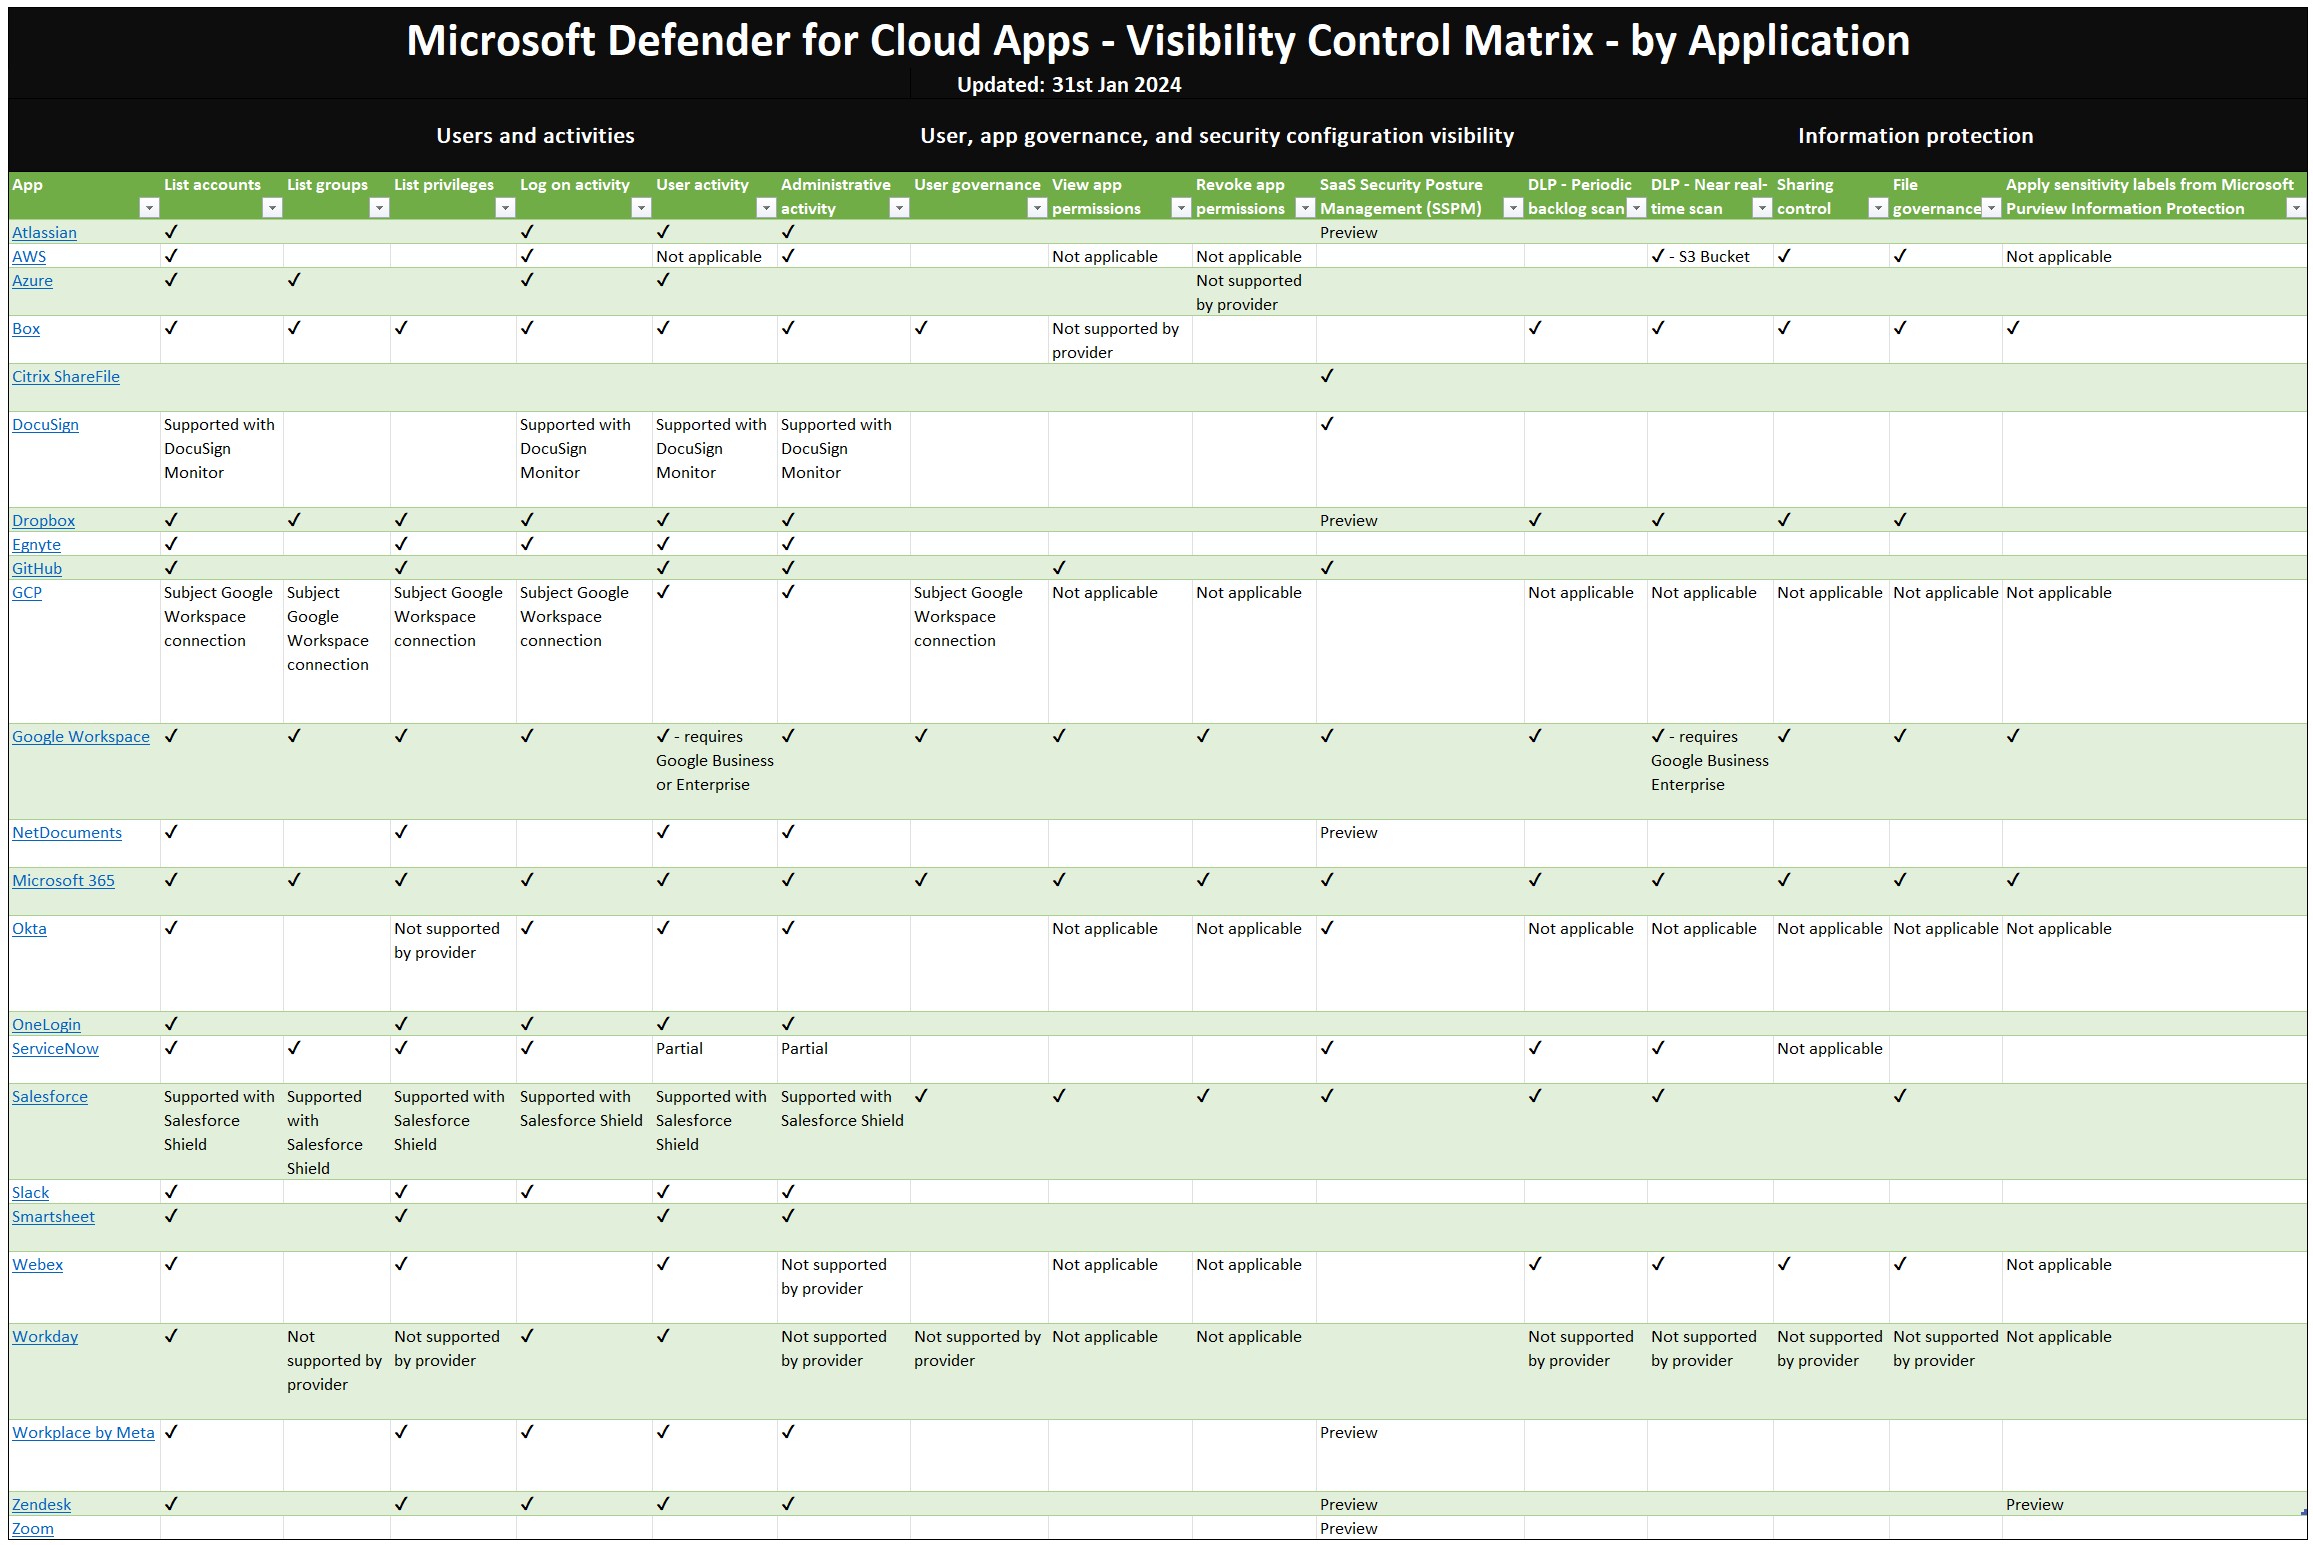 Microsoft Defender for Cloud Apps - Visibility Control Matrix - by Application
Updated: 31st Jan 2024
Users and activities User, app governance, and security configuration visibility Information protection
App List accounts List groups List privileges Log on activity User activity Administrative activity User governance View app permissions Revoke app permissions SaaS Security Posture Management (SSPM) DLP - Periodic backlog scan DLP - Near real-time scan Sharing control File governance Apply sensitivity labels from Microsoft Purview Information Protection
Atlassian ✓ ✓ ✓ ✓ Preview
AWS ✓ ✓ Not applicable ✓ Not applicable Not applicable ✓ - S3 Bucket ✓ ✓ Not applicable
Azure ✓ ✓ ✓ ✓ Not supported by provider
Box ✓ ✓ ✓ ✓ ✓ ✓ ✓ Not supported by provider ✓ ✓ ✓ ✓ ✓
Citrix ShareFile ✓
DocuSign Supported with DocuSign Monitor Supported with DocuSign Monitor Supported with DocuSign Monitor Supported with DocuSign Monitor ✓
Dropbox ✓ ✓ ✓ ✓ ✓ ✓ Preview ✓ ✓ ✓ ✓
Egnyte ✓ ✓ ✓ ✓ ✓
GitHub ✓ ✓ ✓ ✓ ✓ ✓
GCP Subject Google Workspace connection Subject Google Workspace connection Subject Google Workspace connection Subject Google Workspace connection ✓ ✓ Subject Google Workspace connection Not applicable Not applicable Not applicable Not applicable Not applicable Not applicable Not applicable
Google Workspace ✓ ✓ ✓ ✓ ✓ - requires Google Business or Enterprise ✓ ✓ ✓ ✓ ✓ ✓ ✓ - requires Google Business Enterprise ✓ ✓ ✓
NetDocuments ✓ ✓ ✓ ✓ Preview
Microsoft 365 ✓ ✓ ✓ ✓ ✓ ✓ ✓ ✓ ✓ ✓ ✓ ✓ ✓ ✓ ✓
Okta ✓ Not supported by provider ✓ ✓ ✓ Not applicable Not applicable ✓ Not applicable Not applicable Not applicable Not applicable Not applicable
OneLogin ✓ ✓ ✓ ✓ ✓
ServiceNow ✓ ✓ ✓ ✓ Partial Partial ✓ ✓ ✓ Not applicable
Salesforce Supported with Salesforce Shield Supported with Salesforce Shield Supported with Salesforce Shield Supported with Salesforce Shield Supported with Salesforce Shield Supported with Salesforce Shield ✓ ✓ ✓ ✓ ✓ ✓ ✓
Slack ✓ ✓ ✓ ✓ ✓
Smartsheet ✓ ✓ ✓ ✓
Webex ✓ ✓ ✓ Not supported by provider Not applicable Not applicable ✓ ✓ ✓ ✓ Not applicable
Workday ✓ Not supported by provider Not supported by provider ✓ ✓ Not supported by provider Not supported by provider Not applicable Not applicable Not supported by provider Not supported by provider Not supported by provider Not supported by provider Not applicable
Workplace by Meta ✓ ✓ ✓ ✓ ✓ Preview
Zendesk ✓ ✓ ✓ ✓ ✓ Preview Preview
Zoom Preview